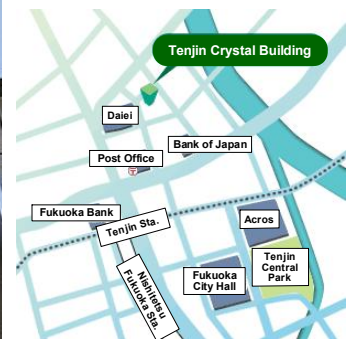 Tenjin Crystal Building
Daiei
Bank of Japan
Post Office
Fukuoka Bank
Tenjin Sta.
Acros
Nishitetsu
Fukuoka Sta.
Fukuoka
City Hall
Tenjin
Central
Park